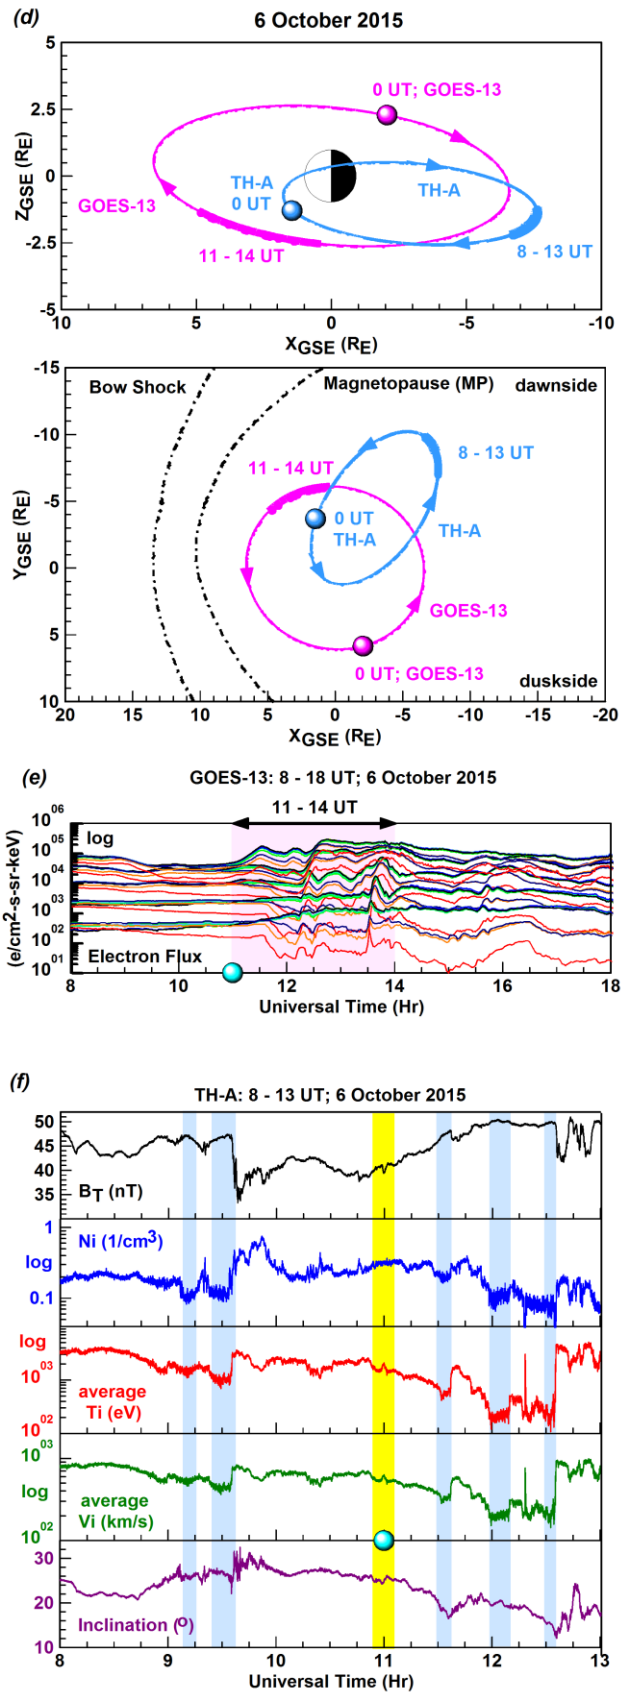 (d)
6 October 2015
5
2.5
0
-2.5
-5
Z_GSE (R_E)
0 UT; GOES-13
TH-A
0 UT
TH-A
GOES-13
11 - 14 UT
8 - 13 UT
10 5 0 -5 -10
X_GSE (R_E)
-15
-10
-5
0
5
10
Y_GSE (R_E)
Bow Shock
Magnetopause (MP)
dawnside
11 - 14 UT
8 - 13 UT
0 UT
TH-A
TH-A
GOES-13
0 UT; GOES-13
duskside
20 15 10 5 0 -5 -10 -15 -20
X_GSE (R_E)
(e)
GOES-13: 8 - 18 UT; 6 October 2015
11 - 14 UT
10^06
10^05
10^04
10^03
10^02
10^01
(e/cm^2-s-sr-keV)
log
Electron Flux
8 10 12 14 16 18
Universal Time (Hr)
(f)
TH-A: 8 - 13 UT; 6 October 2015
50
45
40
35
B_T (nT)
1
log
0.1
Ni (1/cm^3)
log
10^03
average
Ti (eV)
10^02
10^03
log
average
Vi (km/s)
10^02
30
20
10
Inclination (^o)
8 9 10 11 12 13
Universal Time (Hr)